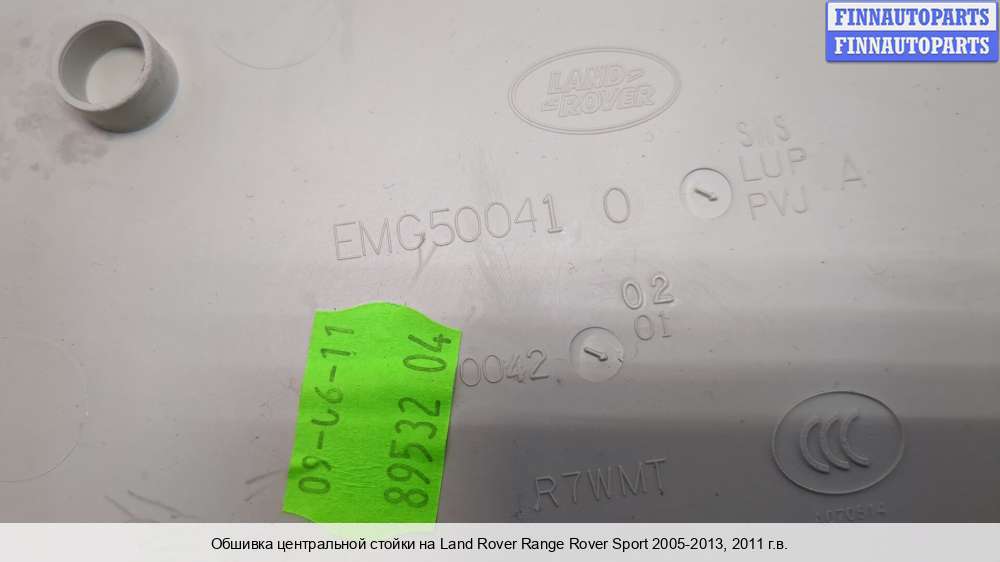 FINNAUTOPARTS
FINNAUTOPARTS
LAND
ROVER
LUP
PVJ
A
EMG50041 0
02
01
0042
09-06-11
89532 04
R7WMT
CCC
Обшивка центральной стойки на Land Rover Range Rover Sport 2005-2013, 2011 г.в.